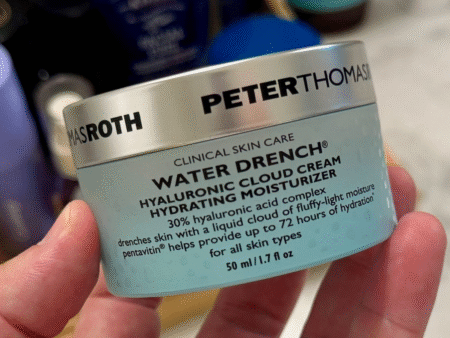 MASROTH PETERTHOMAS
CLINICAL SKIN CARE
WATER DRENCH®
HYALURONIC CLOUD CREAM
HYDRATING MOISTURIZER
30% hyaluronic acid complex
drenches skin with a liquid cloud of fluffy-light moisture
pentavitin® helps provide up to 72 hours of hydration*
for all skin types
50 ml/1.7 fl oz